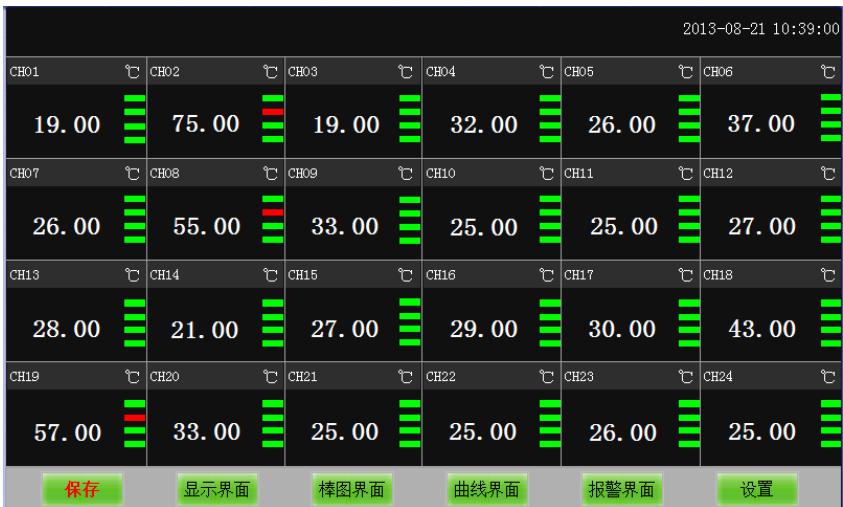 2013-08-21 10:39:00
CH01 ℃ CH02 ℃ CH03 ℃ CH04 ℃ CH05 ℃ CH06 ℃
19.00 75.00 19.00 32.00 26.00 37.00
CH07 ℃ CH08 ℃ CH09 ℃ CH10 ℃ CH11 ℃ CH12 ℃
26.00 55.00 33.00 25.00 25.00 27.00
CH13 ℃ CH14 ℃ CH15 ℃ CH16 ℃ CH17 ℃ CH18 ℃
28.00 21.00 27.00 29.00 30.00 43.00
CH19 ℃ CH20 ℃ CH21 ℃ CH22 ℃ CH23 ℃ CH24 ℃
57.00 33.00 25.00 25.00 26.00 25.00
保存 显示界面 棒图界面 曲线界面 报警界面 设置